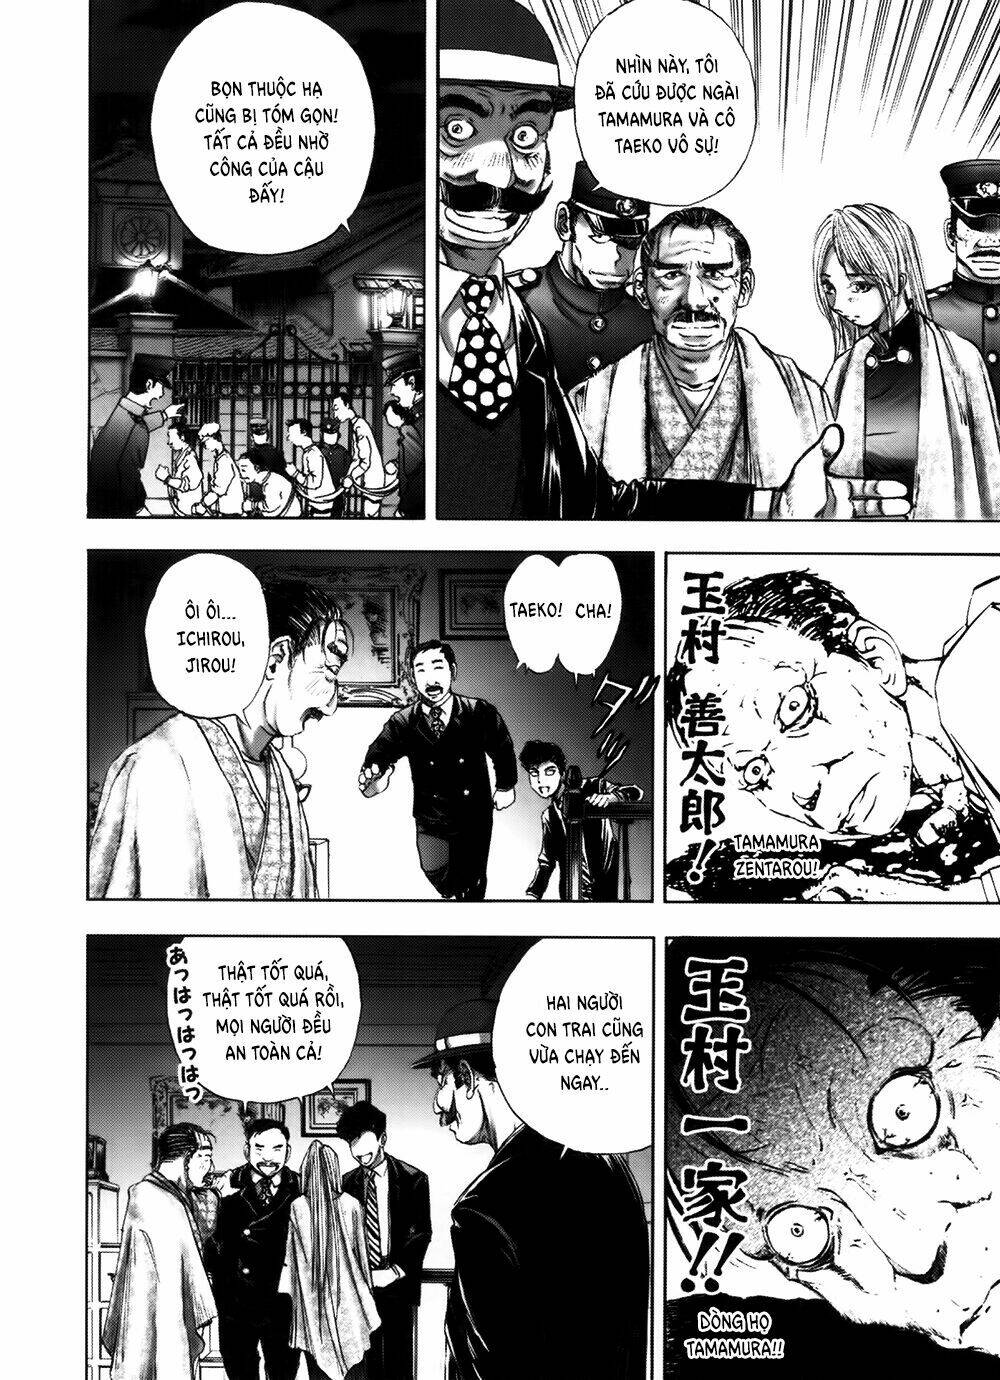 NHÌN NÀY, TÔI
ĐÃ CỨU ĐƯỢC NGÀI
TAMAMURA VÀ CÔ
TAEKO VÔ SỰ!
BỌN THUỘC HẠ
CŨNG BỊ TÓM GỌN!
TẤT CẢ ĐỀU NHỜ
CÔNG CỦA CẬU
ĐẤY!
玉村 善太郎!
TAMAMURA
ZENTAROU!
TAEKO! CHA!
ダダッ
ÔI ÔI...
ICHIROU,
JIROU!
玉村一家!!
DÒNG HỌ
TAMAMURA!!
HAI NGƯỜI
CON TRAI CŨNG
VỪA CHẠY ĐẾN
NGAY..
THẬT TỐT QUÁ,
THẬT TỐT QUÁ RỒI,
MỌI NGƯỜI ĐỀU
AN TOÀN CẢ!
あっはっはっはっ